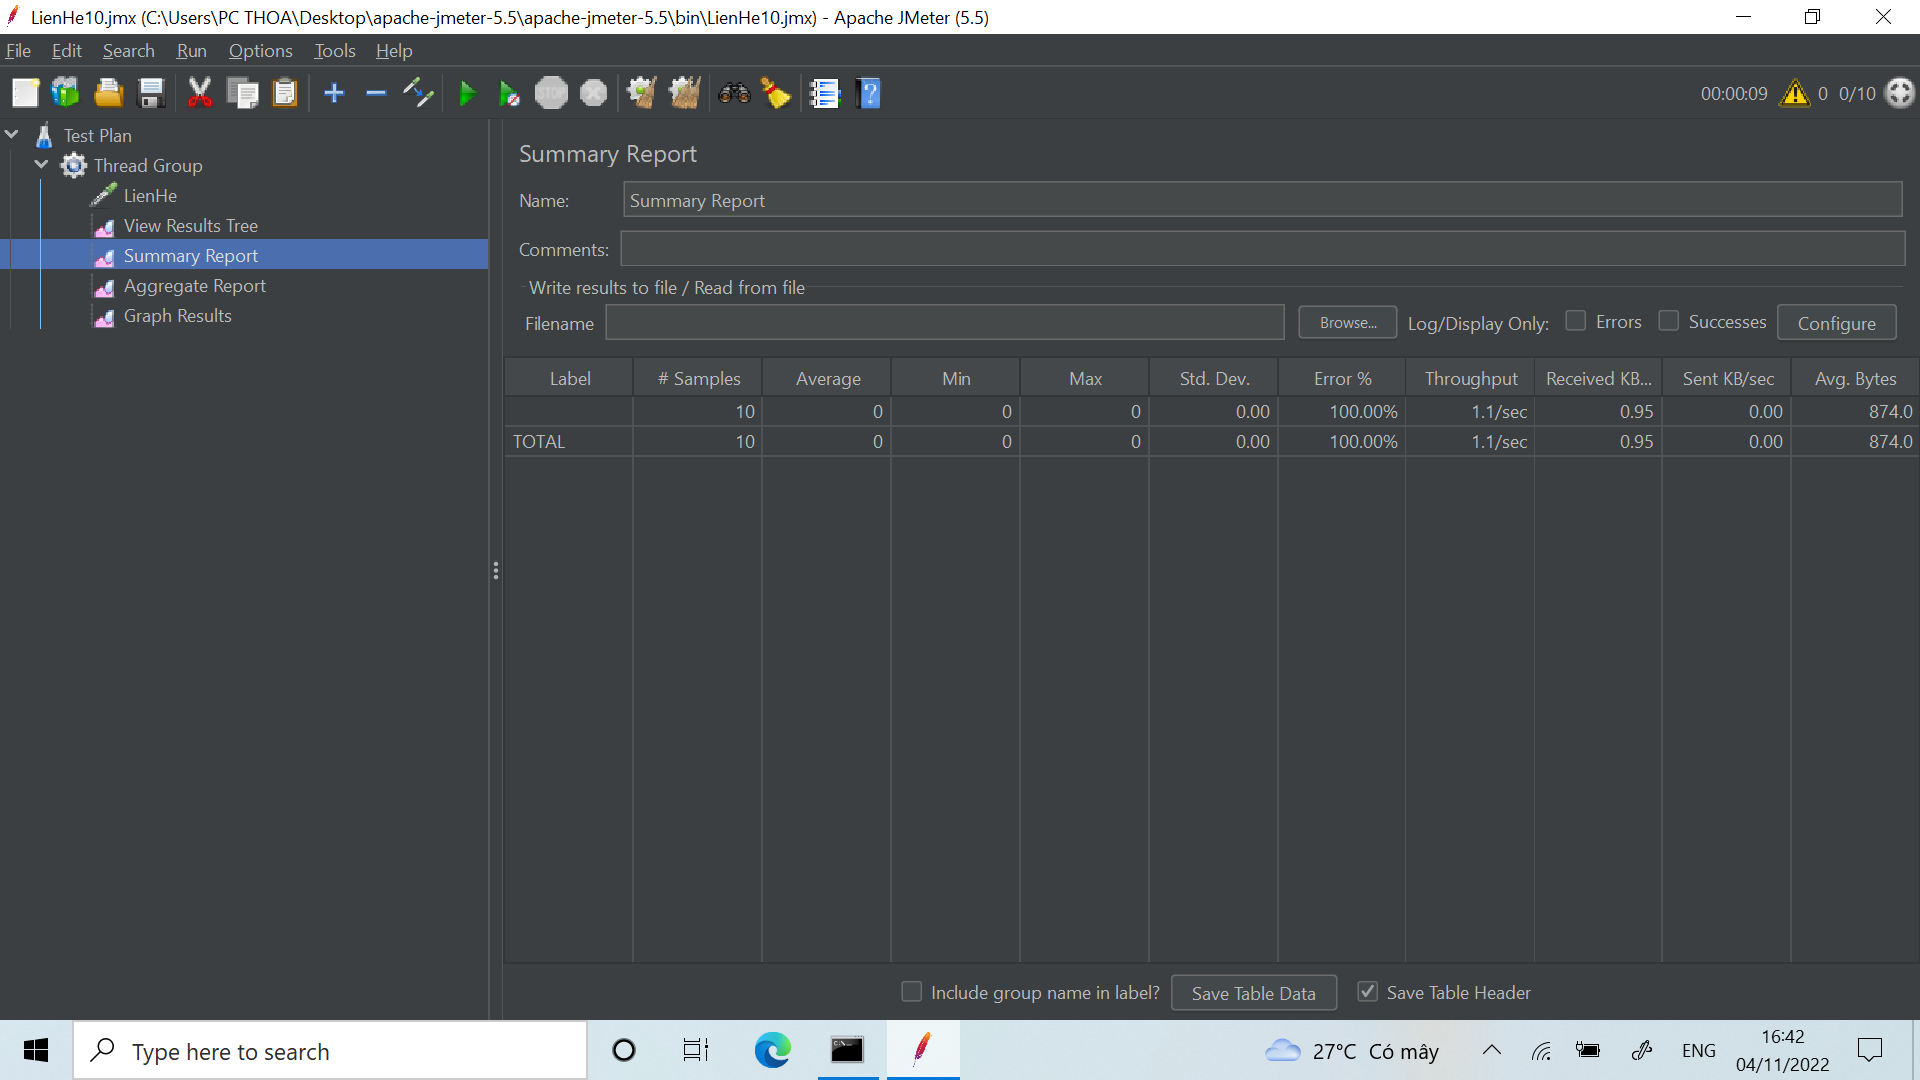 LienHe10.jmx (C:\Users\PC THOA\Desktop\apache-jmeter-5.5\apache-jmeter-5.5\bin\LienHe10.jmx) - Apache JMeter (5.5)
File Edit Search Run Options Tools Help
STOP 00:00:09 0 0/10
Test Plan
Thread Group
LienHe
View Results Tree
Summary Report
Aggregate Report
Graph Results
Summary Report
Name: Summary Report
Comments:
Write results to file / Read from file
Filename Browse... Log/Display Only: Errors Successes Configure
Label # Samples Average Min Max Std. Dev. Error % Throughput Received KB... Sent KB/sec Avg. Bytes
10 0 0 0 0.00 100.00% 1.1/sec 0.95 0.00 874.0
TOTAL 10 0 0 0 0.00 100.00% 1.1/sec 0.95 0.00 874.0
Include group name in label? Save Table Data Save Table Header
Type here to search 27°C Có mây ENG 16:42
04/11/2022